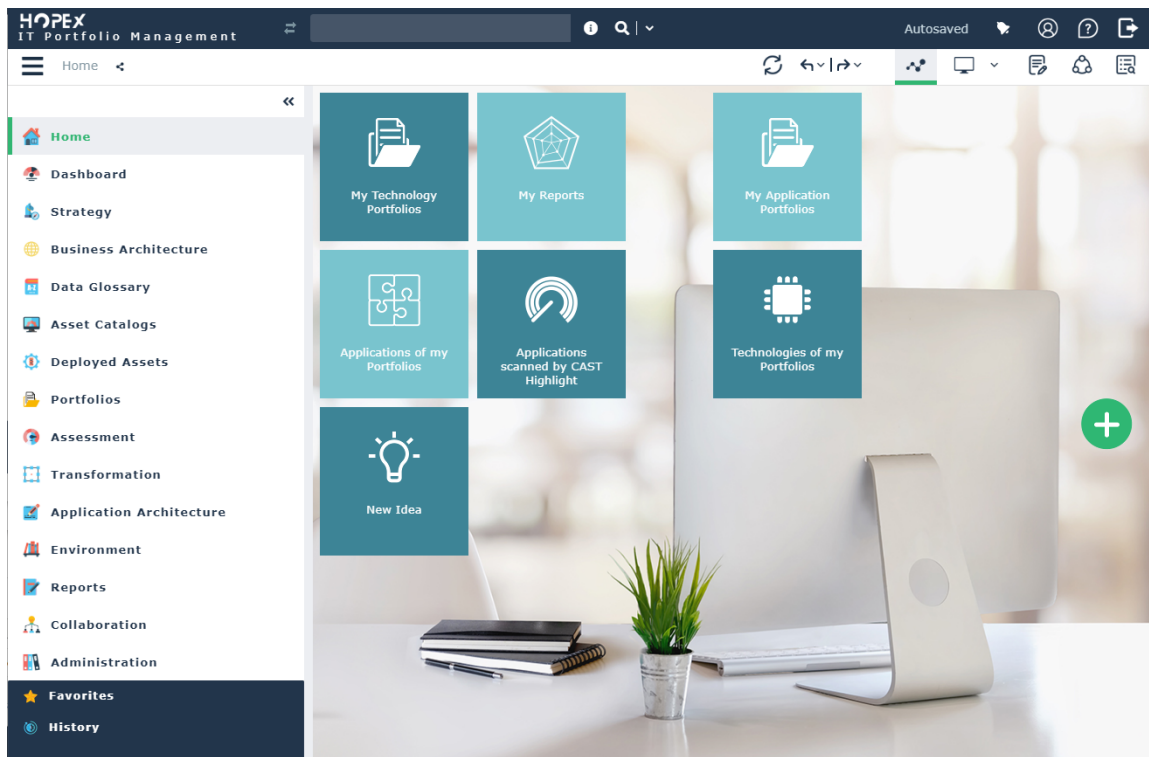 HOPEX
IT Portfolio Management
Autosaved
Home
Home
Dashboard
Strategy
Business Architecture
Data Glossary
Asset Catalogs
Deployed Assets
Portfolios
Assessment
Transformation
Application Architecture
Environment
Reports
Collaboration
Administration
Favorites
History
My Technology
Portfolios
My Reports
My Application
Portfolios
Applications of my
Portfolios
Applications
scanned by CAST
Highlight
Technologies of my
Portfolios
New Idea